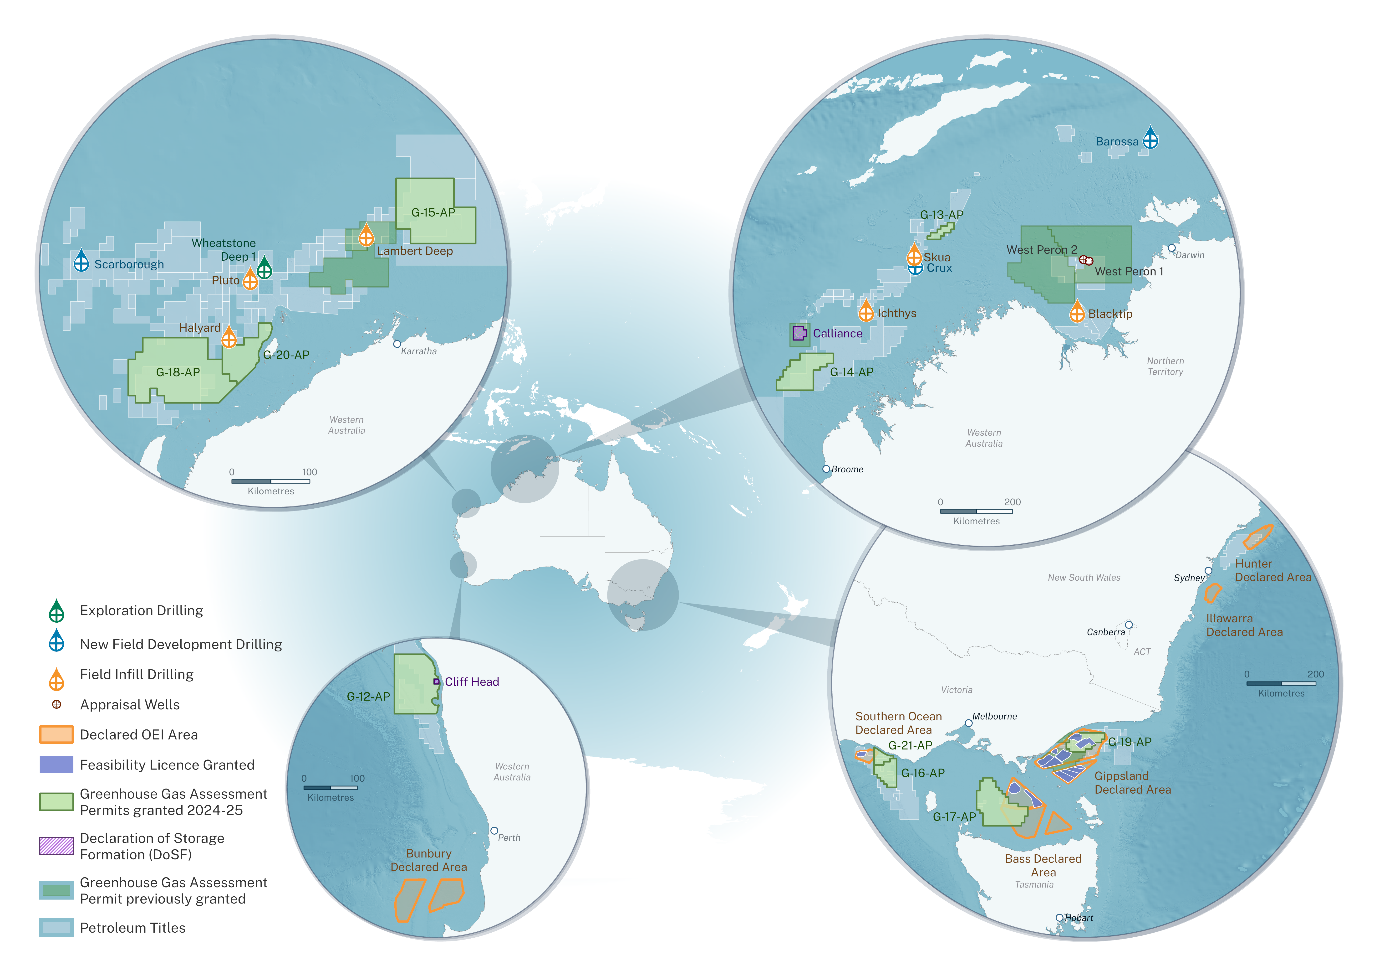 G-15-AP
Lambert Deep
Wheatstone
Deep 1
Scarborough
Pluto
Halyard
G-20-AP
G-18-AP
Karratha
Western
Australia
0 100
Kilometres
Barossa
G-13-AP
Skua
Crux
West Peron 2
West Peron 1
Darwin
Ichthys
Blacktip
Calliance
G-14-AP
Northern
Territory
Western
Australia
Broome
0 200
Kilometres
Hunter
Declared Area
New South Wales
Sydney
Illawarra
Declared Area
Canberra
ACT
0 200
Kilometres
Victoria
Southern Ocean
Declared Area
Melbourne
G-21-AP
G-19-AP
G-16-AP
Gippsland
Declared Area
G-17-AP
Bass Declared
Area
Tasmania
Hobart
G-12-AP
Cliff Head
Western
Australia
0 100
Kilometres
Perth
Bunbury
Declared Area
Exploration Drilling
New Field Development Drilling
Field Infill Drilling
Appraisal Wells
Declared OEI Area
Feasibility Licence Granted
Greenhouse Gas Assessment
Permits granted 2024-25
Declaration of Storage
Formation (DoSF)
Greenhouse Gas Assessment
Permit previously granted
Petroleum Titles